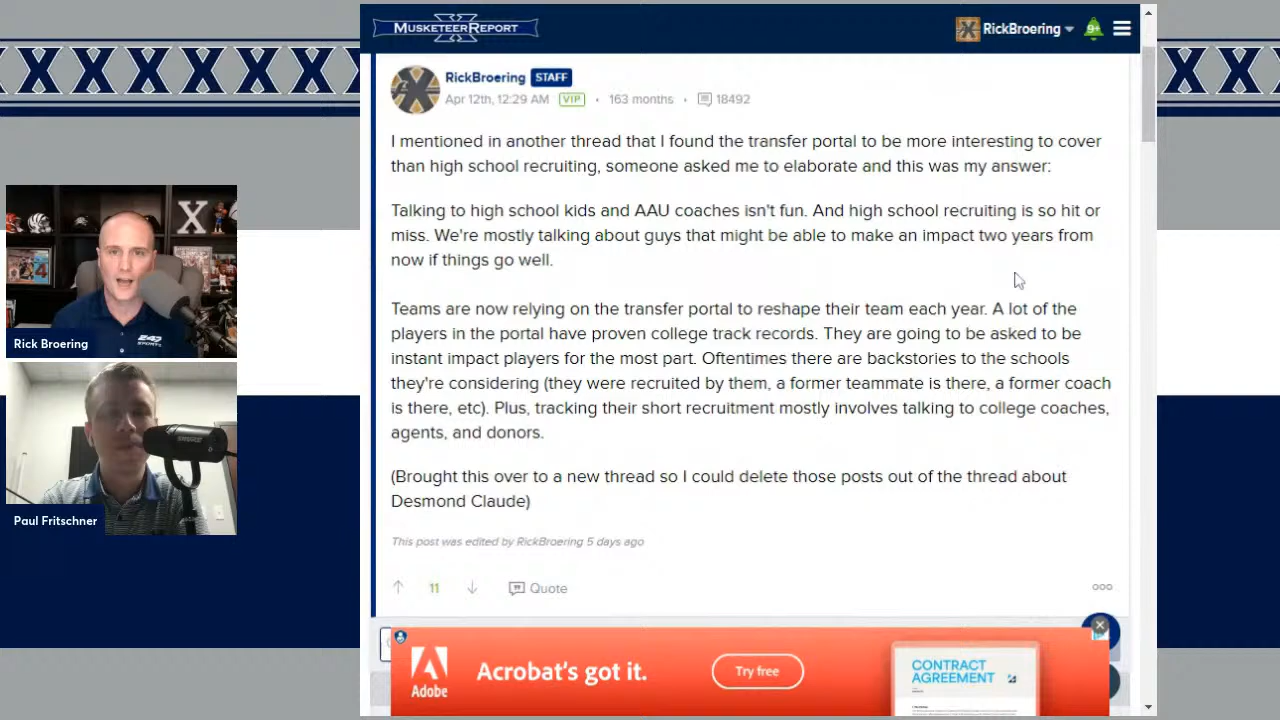 MUSKETEERREPORT
RickBroering
9+
RickBroering STAFF
Apr 12th, 12:29 AM VIP · 163 months · 18492
I mentioned in another thread that I found the transfer portal to be more interesting to cover
than high school recruiting, someone asked me to elaborate and this was my answer:
Talking to high school kids and AAU coaches isn't fun. And high school recruiting is so hit or
miss. We're mostly talking about guys that might be able to make an impact two years from
now if things go well.
Teams are now relying on the transfer portal to reshape their team each year. A lot of the
players in the portal have proven college track records. They are going to be asked to be
instant impact players for the most part. Oftentimes there are backstories to the schools
they're considering (they were recruited by them, a former teammate is there, a former coach
is there, etc). Plus, tracking their short recruitment mostly involves talking to college coaches,
agents, and donors.
(Brought this over to a new thread so I could delete those posts out of the thread about
Desmond Claude)
This post was edited by RickBroering 5 days ago
11
Quote
X
247
SPORTS
Rick Broering
SHURE
Paul Fritschner
Adobe
Acrobat's got it.
Try free
CONTRACT
AGREEMENT